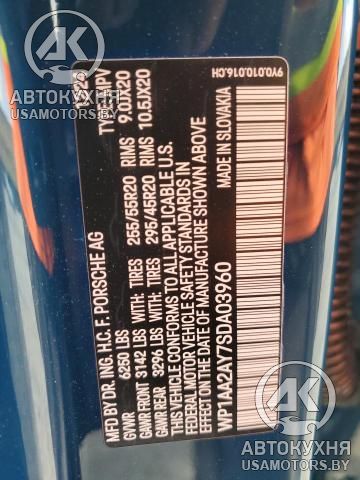 АВТОКУХНЯ
USAMOTORS.BY
9Y0.010.016.CH
MFD BY DR. ING. H.C. F. PORSCHE AG
GVWR 6250 LBS
GAWR FRONT 3142 LBS WITH TIRES 255/55R20 RIMS 9.0JX20
GAWR REAR 3296 LBS WITH TIRES 295/45R20 RIMS 10.5JX20
THIS VEHICLE CONFORMS TO ALL APPLICABLE U.S.
FEDERAL MOTOR VEHICLE SAFETY STANDARDS IN
EFFECT ON THE DATE OF MANUFACTURE SHOWN ABOVE
WP1AA2AY7SDA03960 MADE IN SLOVAKIA
АВТОКУХНЯ
USAMOTORS.BY